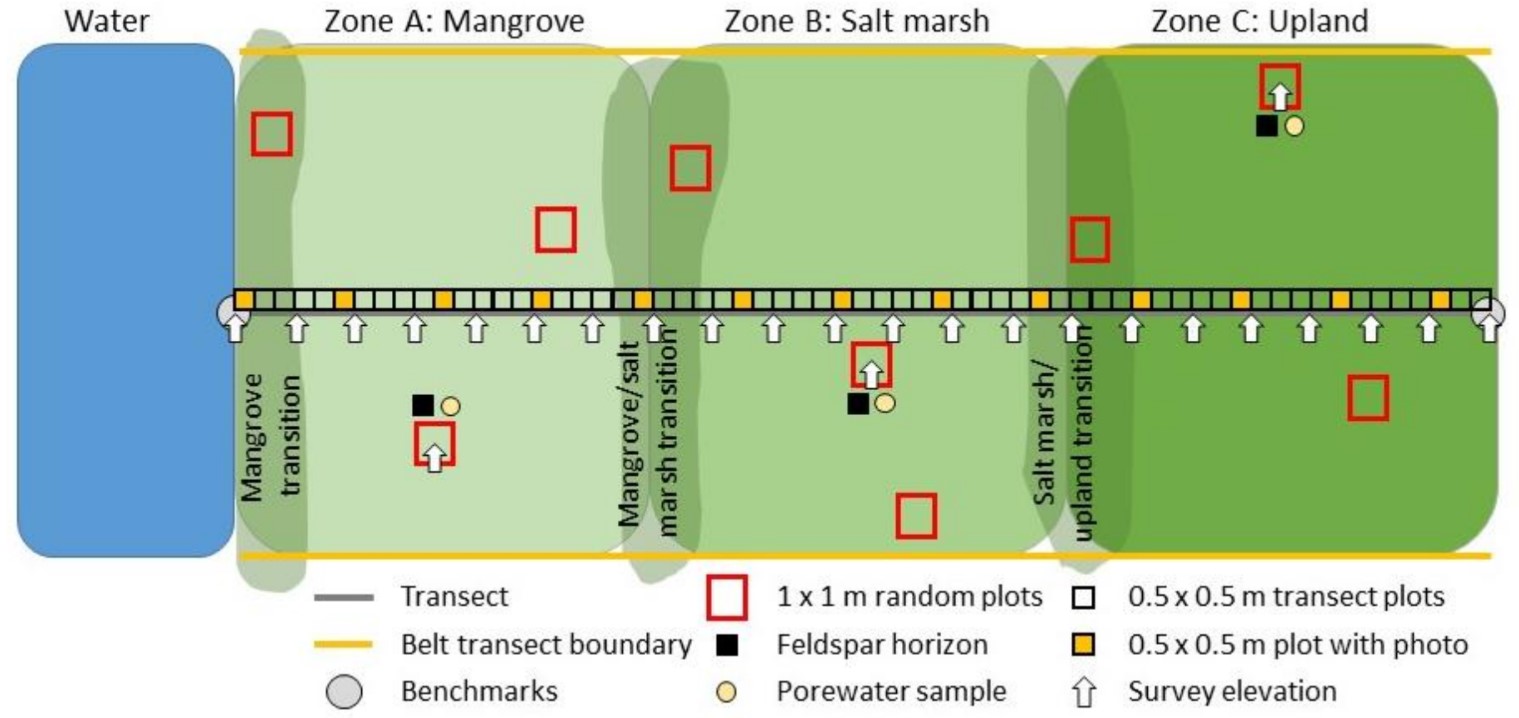 Water
Zone A: Mangrove
Zone B: Salt marsh
Zone C: Upland
Mangrove
transition
Mangrove/salt
marsh transition
Salt marsh/
upland transition
Transect
1 x 1 m random plots
0.5 x 0.5 m transect plots
Belt transect boundary
Feldspar horizon
0.5 x 0.5 m plot with photo
Benchmarks
Porewater sample
Survey elevation